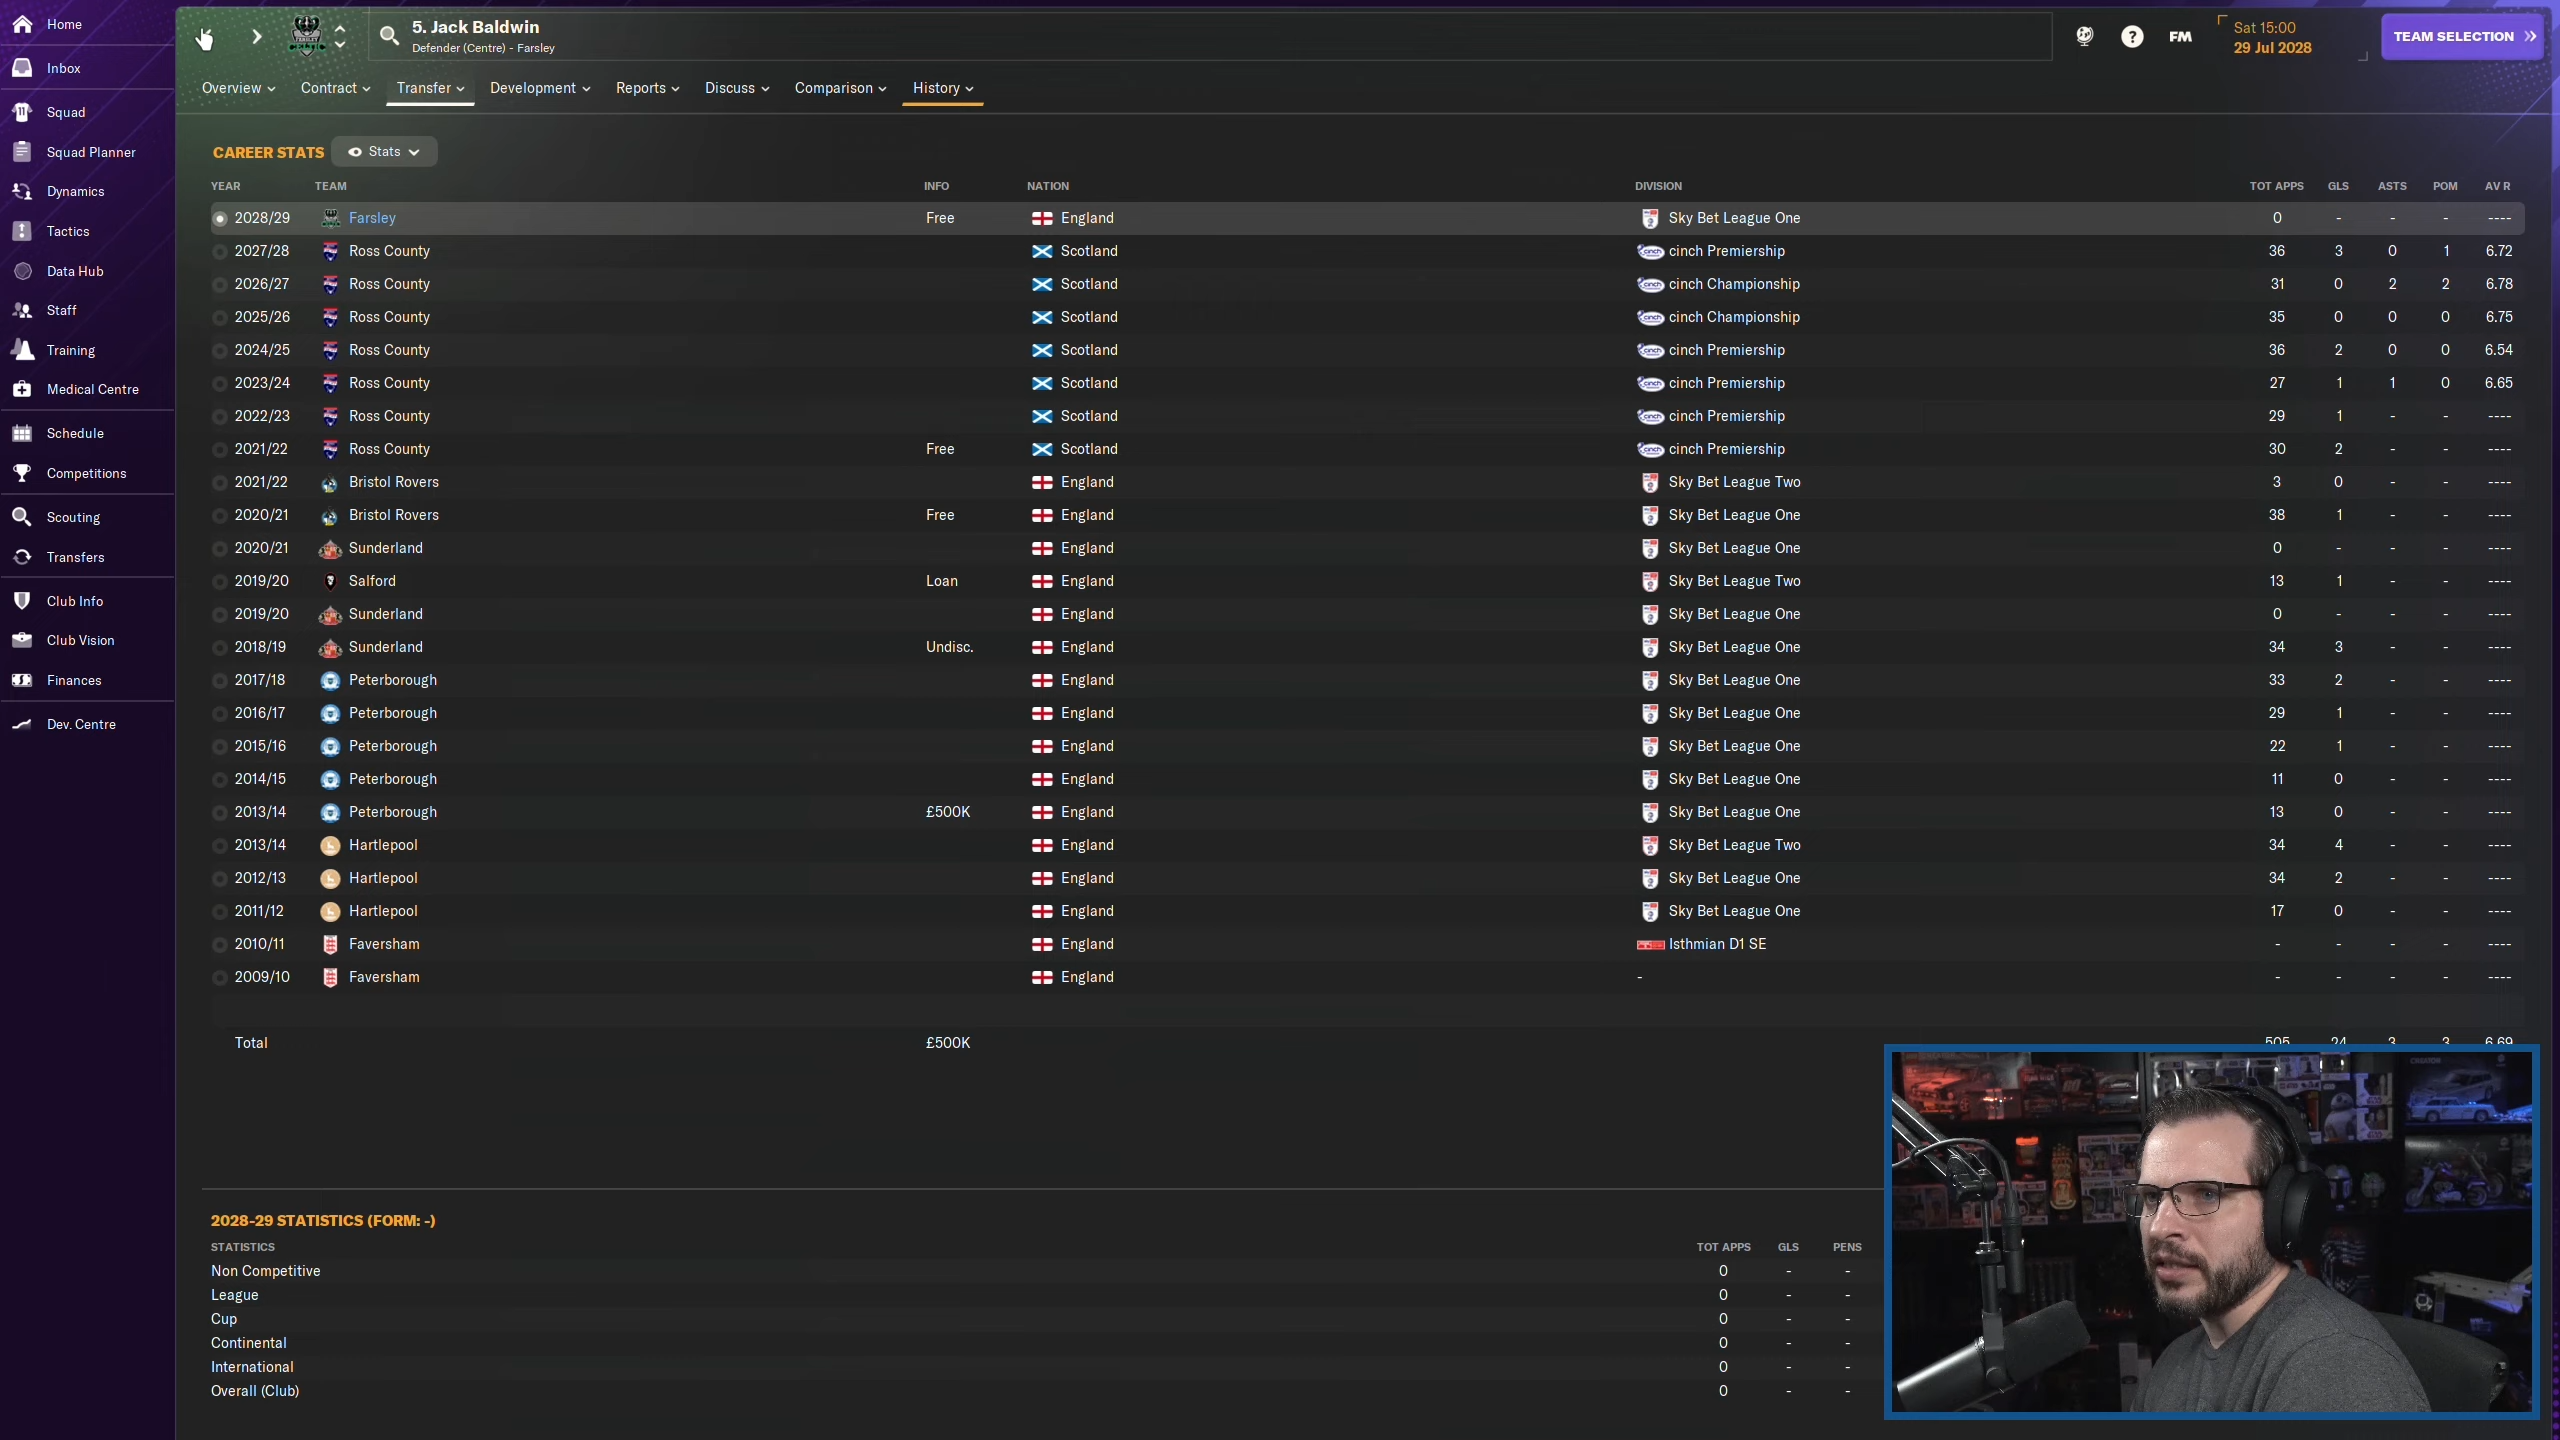 Home
Inbox
Squad
Squad Planner
Dynamics
Tactics
Data Hub
Staff
Training
Medical Centre
Schedule
Competitions
Scouting
Transfers
Club Info
Club Vision
Finances
Dev. Centre
5. Jack Baldwin
Defender (Centre) - Farsley
FM
Sat 15:00
29 Jul 2028
TEAM SELECTION
Overview Contract Transfer Development Reports Discuss Comparison History
CAREER STATS Stats
YEAR TEAM INFO NATION DIVISION TOT APPS GLS ASTS POM AV R
2028/29 Farsley Free England Sky Bet League One 0 - - - ----
2027/28 Ross County Scotland cinch Premiership 36 3 0 1 6.72
2026/27 Ross County Scotland cinch Championship 31 0 2 2 6.78
2025/26 Ross County Scotland cinch Championship 35 0 0 0 6.75
2024/25 Ross County Scotland cinch Premiership 36 2 0 0 6.54
2023/24 Ross County Scotland cinch Premiership 27 1 1 0 6.65
2022/23 Ross County Scotland cinch Premiership 29 1 - - ----
2021/22 Ross County Free Scotland cinch Premiership 30 2 - - ----
2021/22 Bristol Rovers England Sky Bet League Two 3 0 - - ----
2020/21 Bristol Rovers Free England Sky Bet League One 38 1 - - ----
2020/21 Sunderland England Sky Bet League One 0 - - - ----
2019/20 Salford Loan England Sky Bet League Two 13 1 - - ----
2019/20 Sunderland England Sky Bet League One 0 - - - ----
2018/19 Sunderland Undisc. England Sky Bet League One 34 3 - - ----
2017/18 Peterborough England Sky Bet League One 33 2 - - ----
2016/17 Peterborough England Sky Bet League One 29 1 - - ----
2015/16 Peterborough England Sky Bet League One 22 1 - - ----
2014/15 Peterborough England Sky Bet League One 11 0 - - ----
2013/14 Peterborough £500K England Sky Bet League One 13 0 - - ----
2013/14 Hartlepool England Sky Bet League Two 34 4 - - ----
2012/13 Hartlepool England Sky Bet League One 34 2 - - ----
2011/12 Hartlepool England Sky Bet League One 17 0 - - ----
2010/11 Faversham England Isthmian D1 SE - - - - ----
2009/10 Faversham England - - - - - ----
Total £500K 505 24 3 3 6.69
2028-29 STATISTICS (FORM: -)
STATISTICS TOT APPS GLS PENS
Non Competitive 0 - -
League 0 - -
Cup 0 - -
Continental 0 - -
International 0 - -
Overall (Club) 0 - -